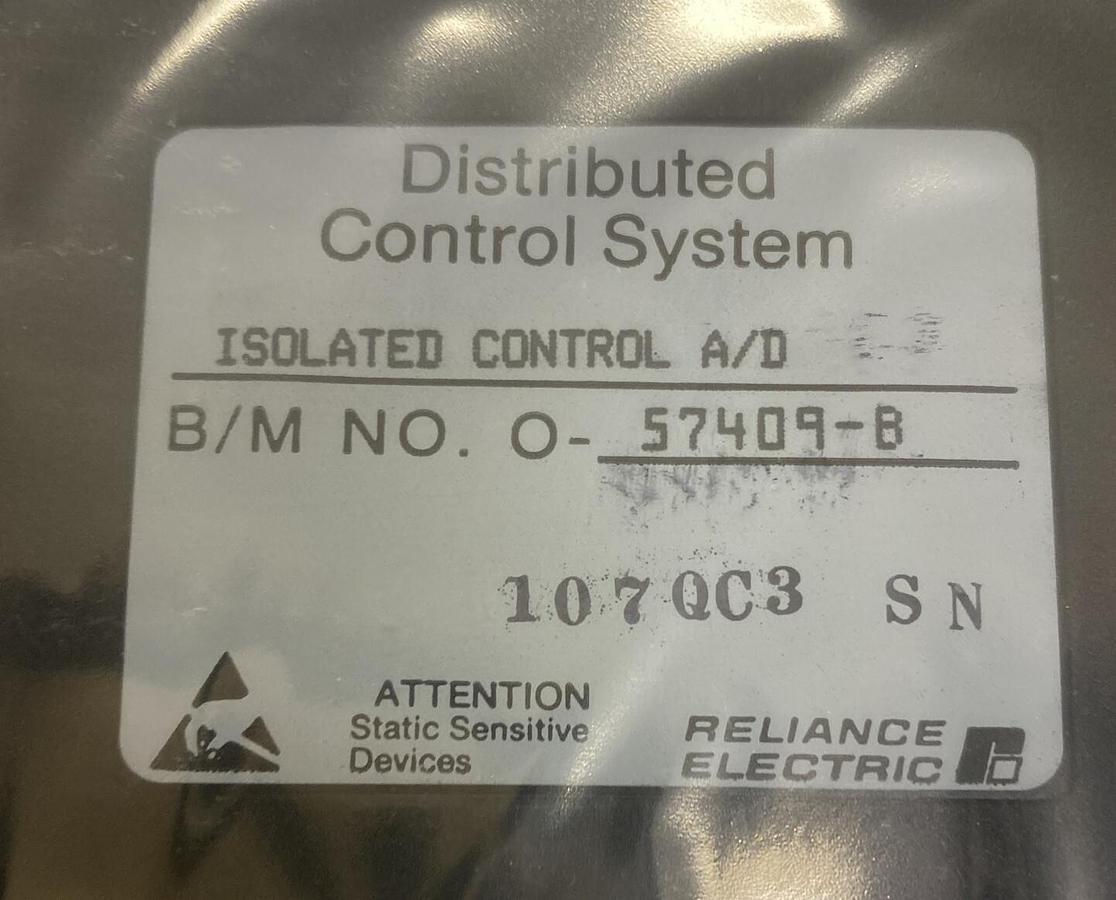 Distributed
Control System
ISOLATED CONTROL A/D
B/M NO. O- 57409-B
107QC3 SN
ATTENTION
Static Sensitive
Devices
RELIANCE
ELECTRIC